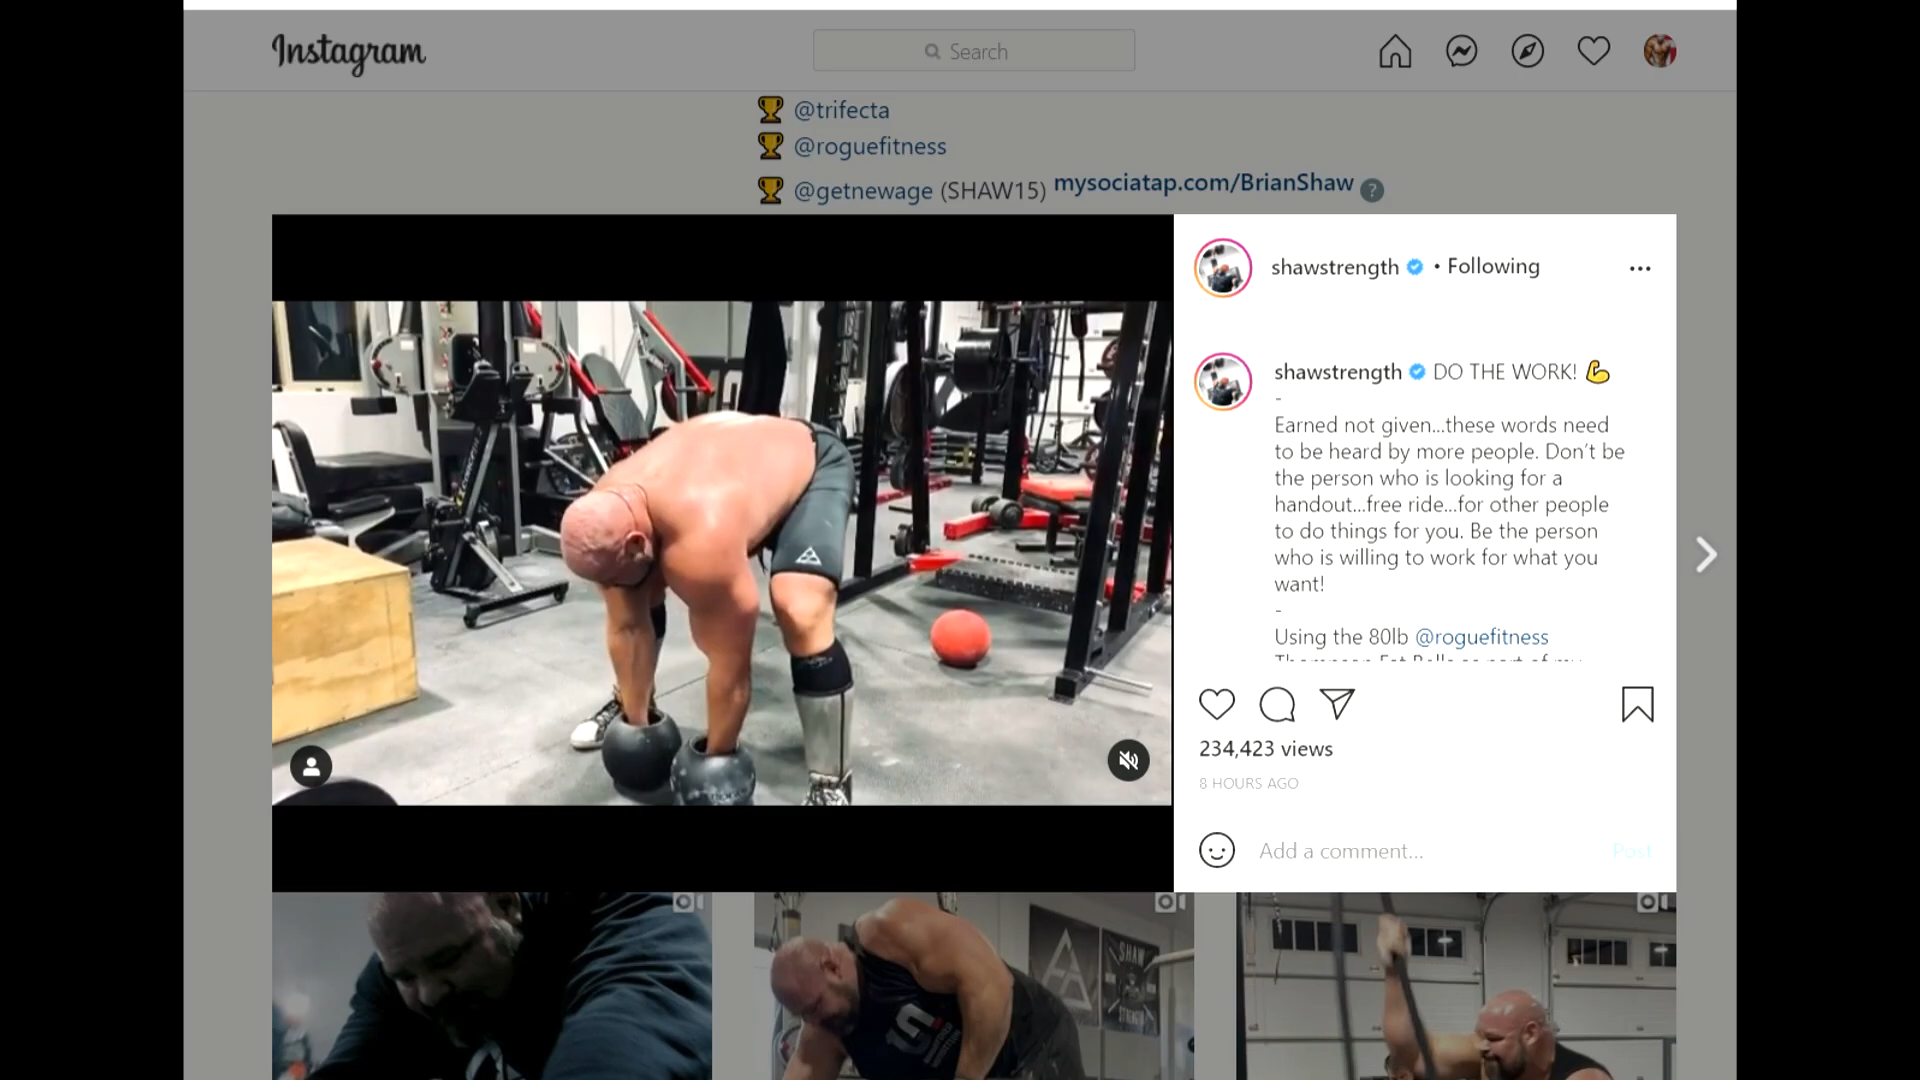 Instagram
Search
@trifecta
@roguefitness
@getnewage (SHAW15) mysociatap.com/BrianShaw ?
shawstrength • Following
shawstrength DO THE WORK!
-
Earned not given...these words need
to be heard by more people. Don't be
the person who is looking for a
handout...free ride...for other people
to do things for you. Be the person
who is willing to work for what you
want!
-
Using the 80lb @roguefitness
234,423 views
8 HOURS AGO
Add a comment...
Post
SHAW
STRENGTH